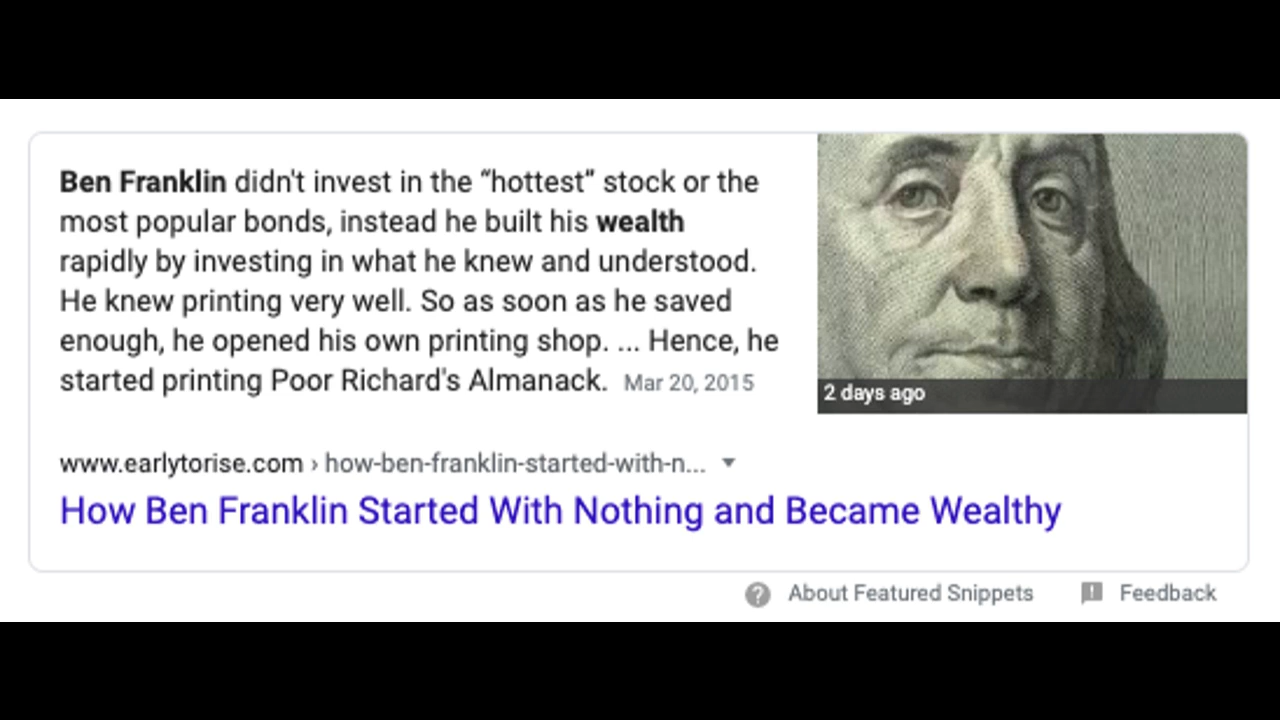 Ben Franklin didn't invest in the “hottest” stock or the
most popular bonds, instead he built his wealth
rapidly by investing in what he knew and understood.
He knew printing very well. So as soon as he saved
enough, he opened his own printing shop. ... Hence, he
started printing Poor Richard's Almanack. Mar 20, 2015
2 days ago
www.earlytorise.com › how-ben-franklin-started-with-n...
How Ben Franklin Started With Nothing and Became Wealthy
About Featured Snippets
Feedback